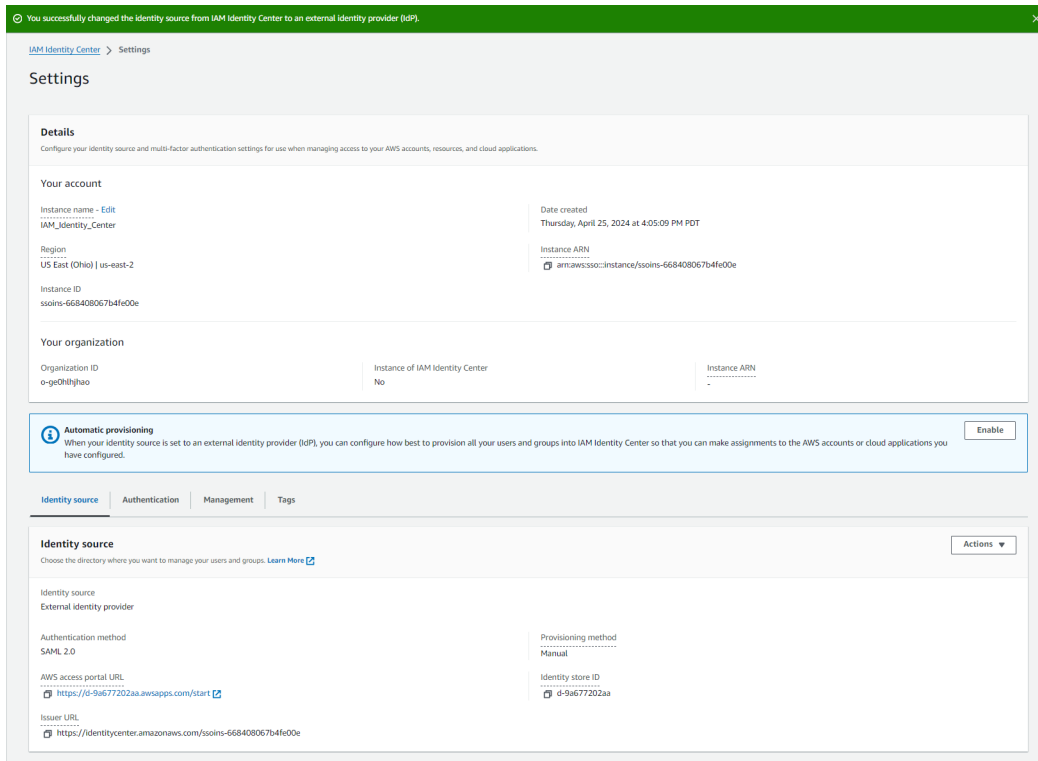 You successfully changed the identity source from IAM Identity Center to an external identity provider (IdP).
IAM Identity Center > Settings
Settings
Details
Configure your identity source and multi-factor authentication settings for use when managing access to your AWS accounts, resources, and cloud applications.
Your account
Instance name - Edit
IAM_Identity_Center
Date created
Thursday, April 25, 2024 at 4:05:09 PM PDT
Region
US East (Ohio) | us-east-2
Instance ARN
arn:aws:sso:::instance/ssoins-668408067b4fe00e
Instance ID
ssoins-668408067b4fe00e
Your organization
Organization ID
o-ge0hlhjhao
Instance of IAM Identity Center
No
Instance ARN
-
Automatic provisioning
When your identity source is set to an external identity provider (IdP), you can configure how best to provision all your users and groups into IAM Identity Center so that you can make assignments to the AWS accounts or cloud applications you
have configured.
Enable
Identity source Authentication Management Tags
Identity source
Choose the directory where you want to manage your users and groups. Learn More
Actions
Identity source
External identity provider
Authentication method
SAML 2.0
Provisioning method
Manual
AWS access portal URL
https://d-9a677202aa.awsapps.com/start
Identity store ID
d-9a677202aa
Issuer URL
https://identitycenter.amazonaws.com/ssoins-668408067b4fe00e